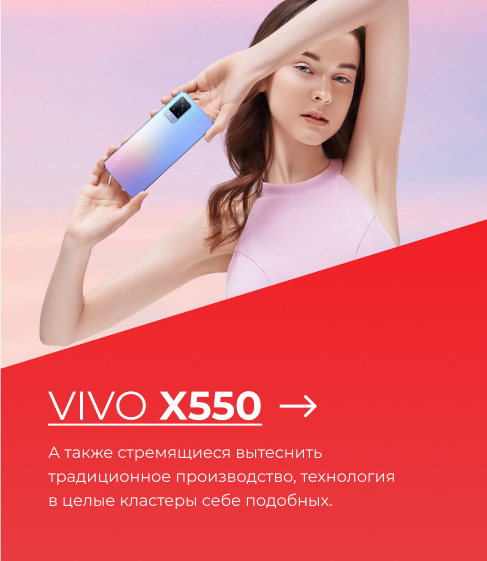 VIVO X550 →
А также стремящиеся вытеснить
традиционное производство, технология
в целые кластеры себе подобных.